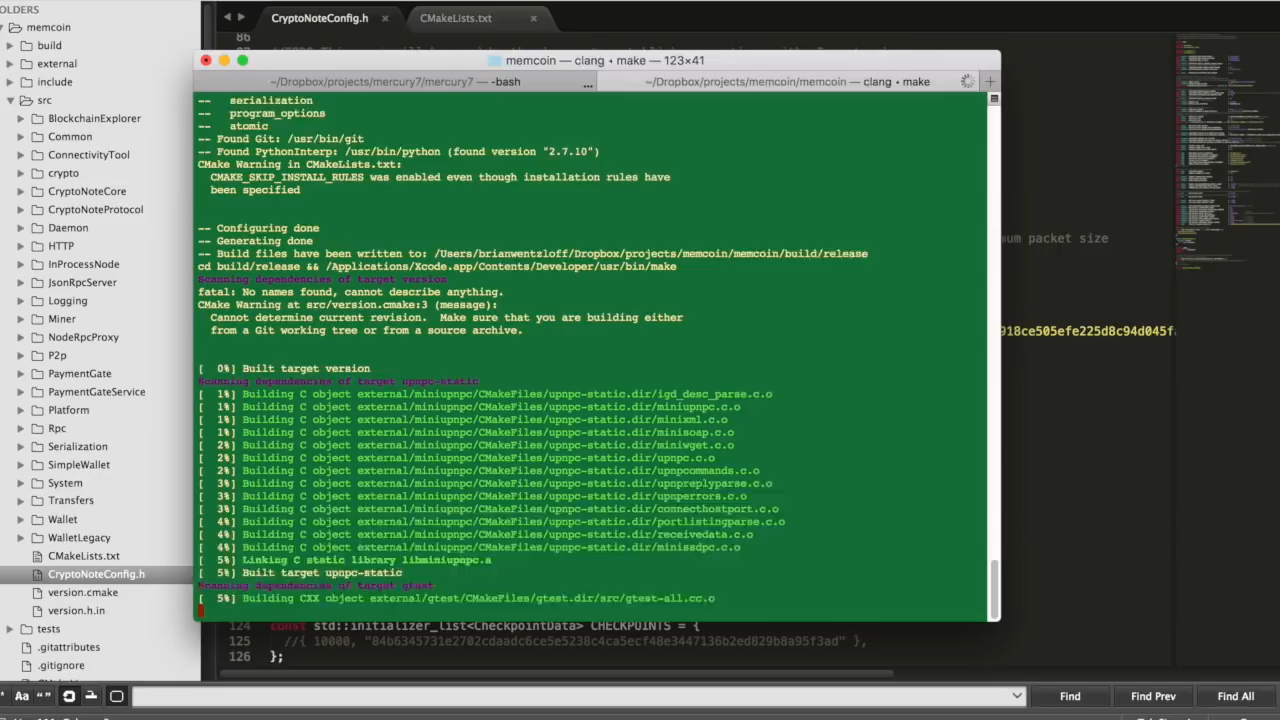 OLDERS
memcoin
build
external
include
src
BlockchainExplorer
Common
ConnectivityTool
crypto
CryptoNoteCore
CryptoNoteProtocol
Daemon
HTTP
InProcessNode
JsonRpcServer
Logging
Miner
NodeRpcProxy
P2p
PaymentGate
PaymentGateService
Platform
Rpc
Serialization
SimpleWallet
System
Transfers
Wallet
WalletLegacy
CMakeLists.txt
CryptoNoteConfig.h
version.cmake
version.h.in
tests
.gitattributes
.gitignore
CryptoNoteConfig.h
CMakeLists.txt
86
memcoin — clang • make — 123×41
~/Dropbox/projects/mercury7/mercury7 — -bash
...
~/Dropbox/projects/memcoin/memcoin — clang • make
-- serialization
-- program_options
-- atomic
-- Found Git: /usr/bin/git
-- Found PythonInterp: /usr/bin/python (found version "2.7.10")
CMake Warning in CMakeLists.txt:
CMAKE_SKIP_INSTALL_RULES was enabled even though installation rules have
been specified
-- Configuring done
-- Generating done
-- Build files have been written to: /Users/brianwentzloff/Dropbox/projects/memcoin/memcoin/build/release
cd build/release && /Applications/Xcode.app/Contents/Developer/usr/bin/make
Scanning dependencies of target version
fatal: No names found, cannot describe anything.
CMake Warning at src/version.cmake:3 (message):
Cannot determine current revision. Make sure that you are building either
from a Git working tree or from a source archive.
[ 0%] Built target version
Scanning dependencies of target upnpc-static
[ 1%] Building C object external/miniupnpc/CMakeFiles/upnpc-static.dir/igd_desc_parse.c.o
[ 1%] Building C object external/miniupnpc/CMakeFiles/upnpc-static.dir/miniupnpc.c.o
[ 1%] Building C object external/miniupnpc/CMakeFiles/upnpc-static.dir/minixml.c.o
[ 1%] Building C object external/miniupnpc/CMakeFiles/upnpc-static.dir/minisoap.c.o
[ 2%] Building C object external/miniupnpc/CMakeFiles/upnpc-static.dir/miniwget.c.o
[ 2%] Building C object external/miniupnpc/CMakeFiles/upnpc-static.dir/upnpc.c.o
[ 2%] Building C object external/miniupnpc/CMakeFiles/upnpc-static.dir/upnpcommands.c.o
[ 3%] Building C object external/miniupnpc/CMakeFiles/upnpc-static.dir/upnpreplyparse.c.o
[ 3%] Building C object external/miniupnpc/CMakeFiles/upnpc-static.dir/upnperrors.c.o
[ 3%] Building C object external/miniupnpc/CMakeFiles/upnpc-static.dir/connecthostport.c.o
[ 4%] Building C object external/miniupnpc/CMakeFiles/upnpc-static.dir/portlistingparse.c.o
[ 4%] Building C object external/miniupnpc/CMakeFiles/upnpc-static.dir/receivedata.c.o
[ 4%] Building C object external/miniupnpc/CMakeFiles/upnpc-static.dir/minissdpc.c.o
[ 5%] Linking C static library libminiupnpc.a
[ 5%] Built target upnpc-static
Scanning dependencies of target gtest
[ 5%] Building CXX object external/gtest/CMakeFiles/gtest.dir/src/gtest-all.cc.o
mum packet size
918ce505efe225d8c94d045fa
124 const std::initializer_list<CheckpointData> CHECKPOINTS = {
125 //{ 10000, "84b6345731e2702cdaadc6ce5e5238c4ca5ecf48e3447136b2ed829b8a95f3ad" },
126 };
Aa
“ ”
Find
Find Prev
Find All